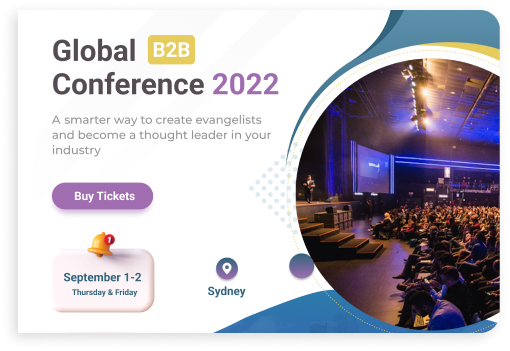 Global B2B
Conference 2022
A smarter way to create evangelists
and become a thought leader in your
industry
Buy Tickets
1
September 1-2
Thursday & Friday
Sydney